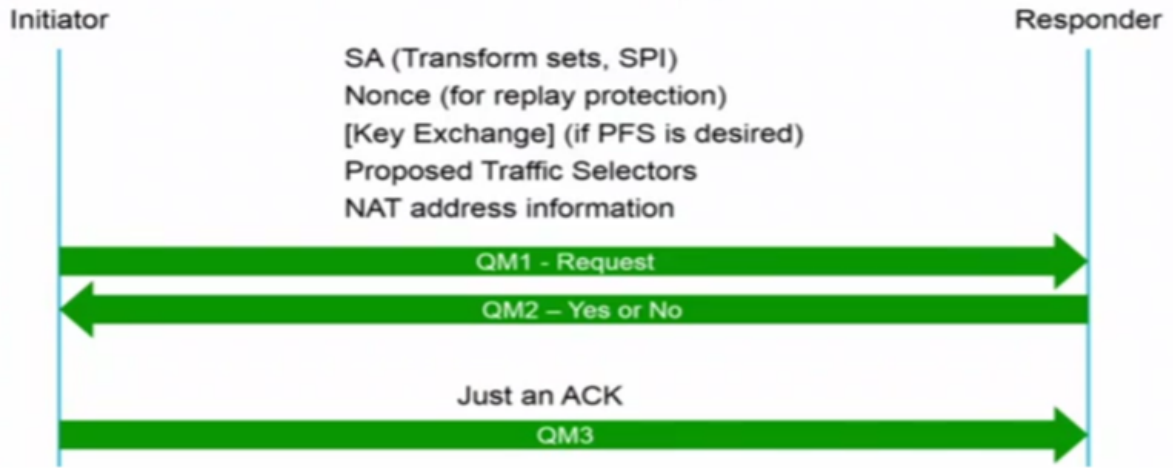 Initiator
Responder
SA (Transform sets, SPI)
Nonce (for replay protection)
[Key Exchange] (if PFS is desired)
Proposed Traffic Selectors
NAT address information
QM1 - Request
QM2 – Yes or No
Just an ACK
QM3